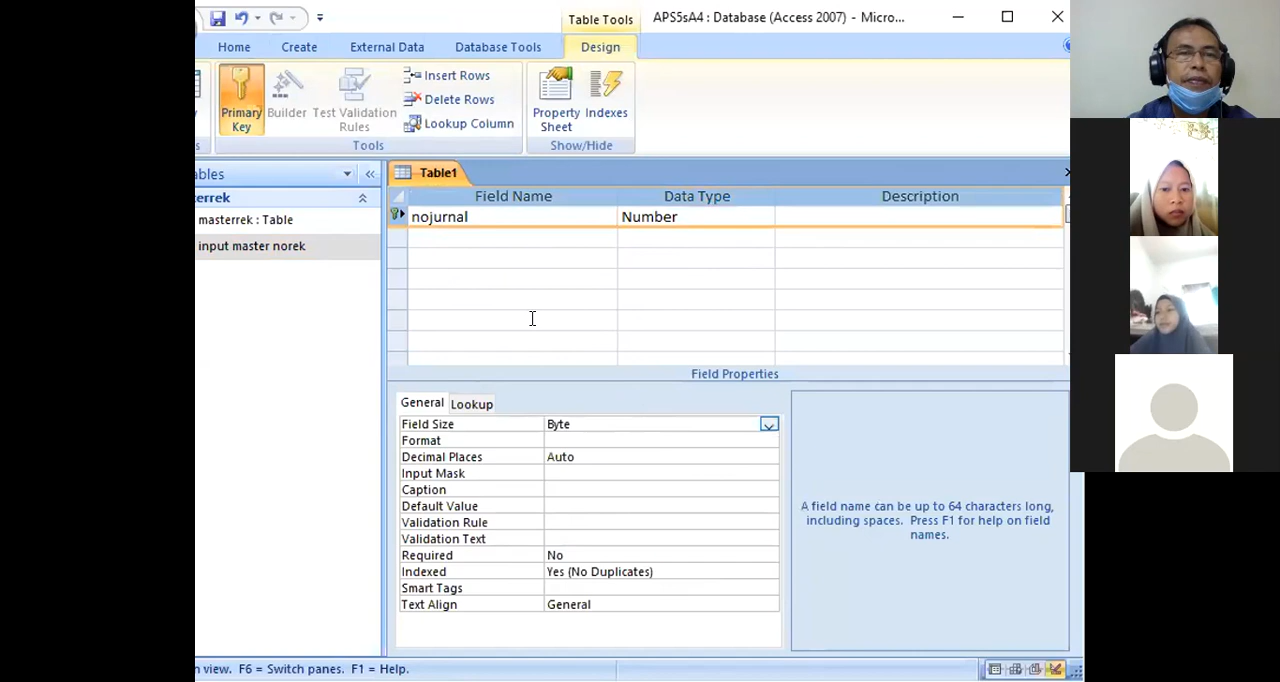 Table Tools
APS5sA4 : Database (Access 2007) - Micro...
Home Create External Data Database Tools Design
Primary Key
Builder
Test Validation Rules
Insert Rows
Delete Rows
Lookup Column
Property Sheet
Indexes
Tools
Show/Hide
Table1
masterrek : Table
input master norek
Field Name Data Type Description
nojurnal Number
Field Properties
General Lookup
Field Size Byte
Format
Decimal Places Auto
Input Mask
Caption
Default Value
Validation Rule
Validation Text
Required No
Indexed Yes (No Duplicates)
Smart Tags
Text Align General
A field name can be up to 64 characters long,
including spaces. Press F1 for help on field
names.
view. F6 = Switch panes. F1 = Help.